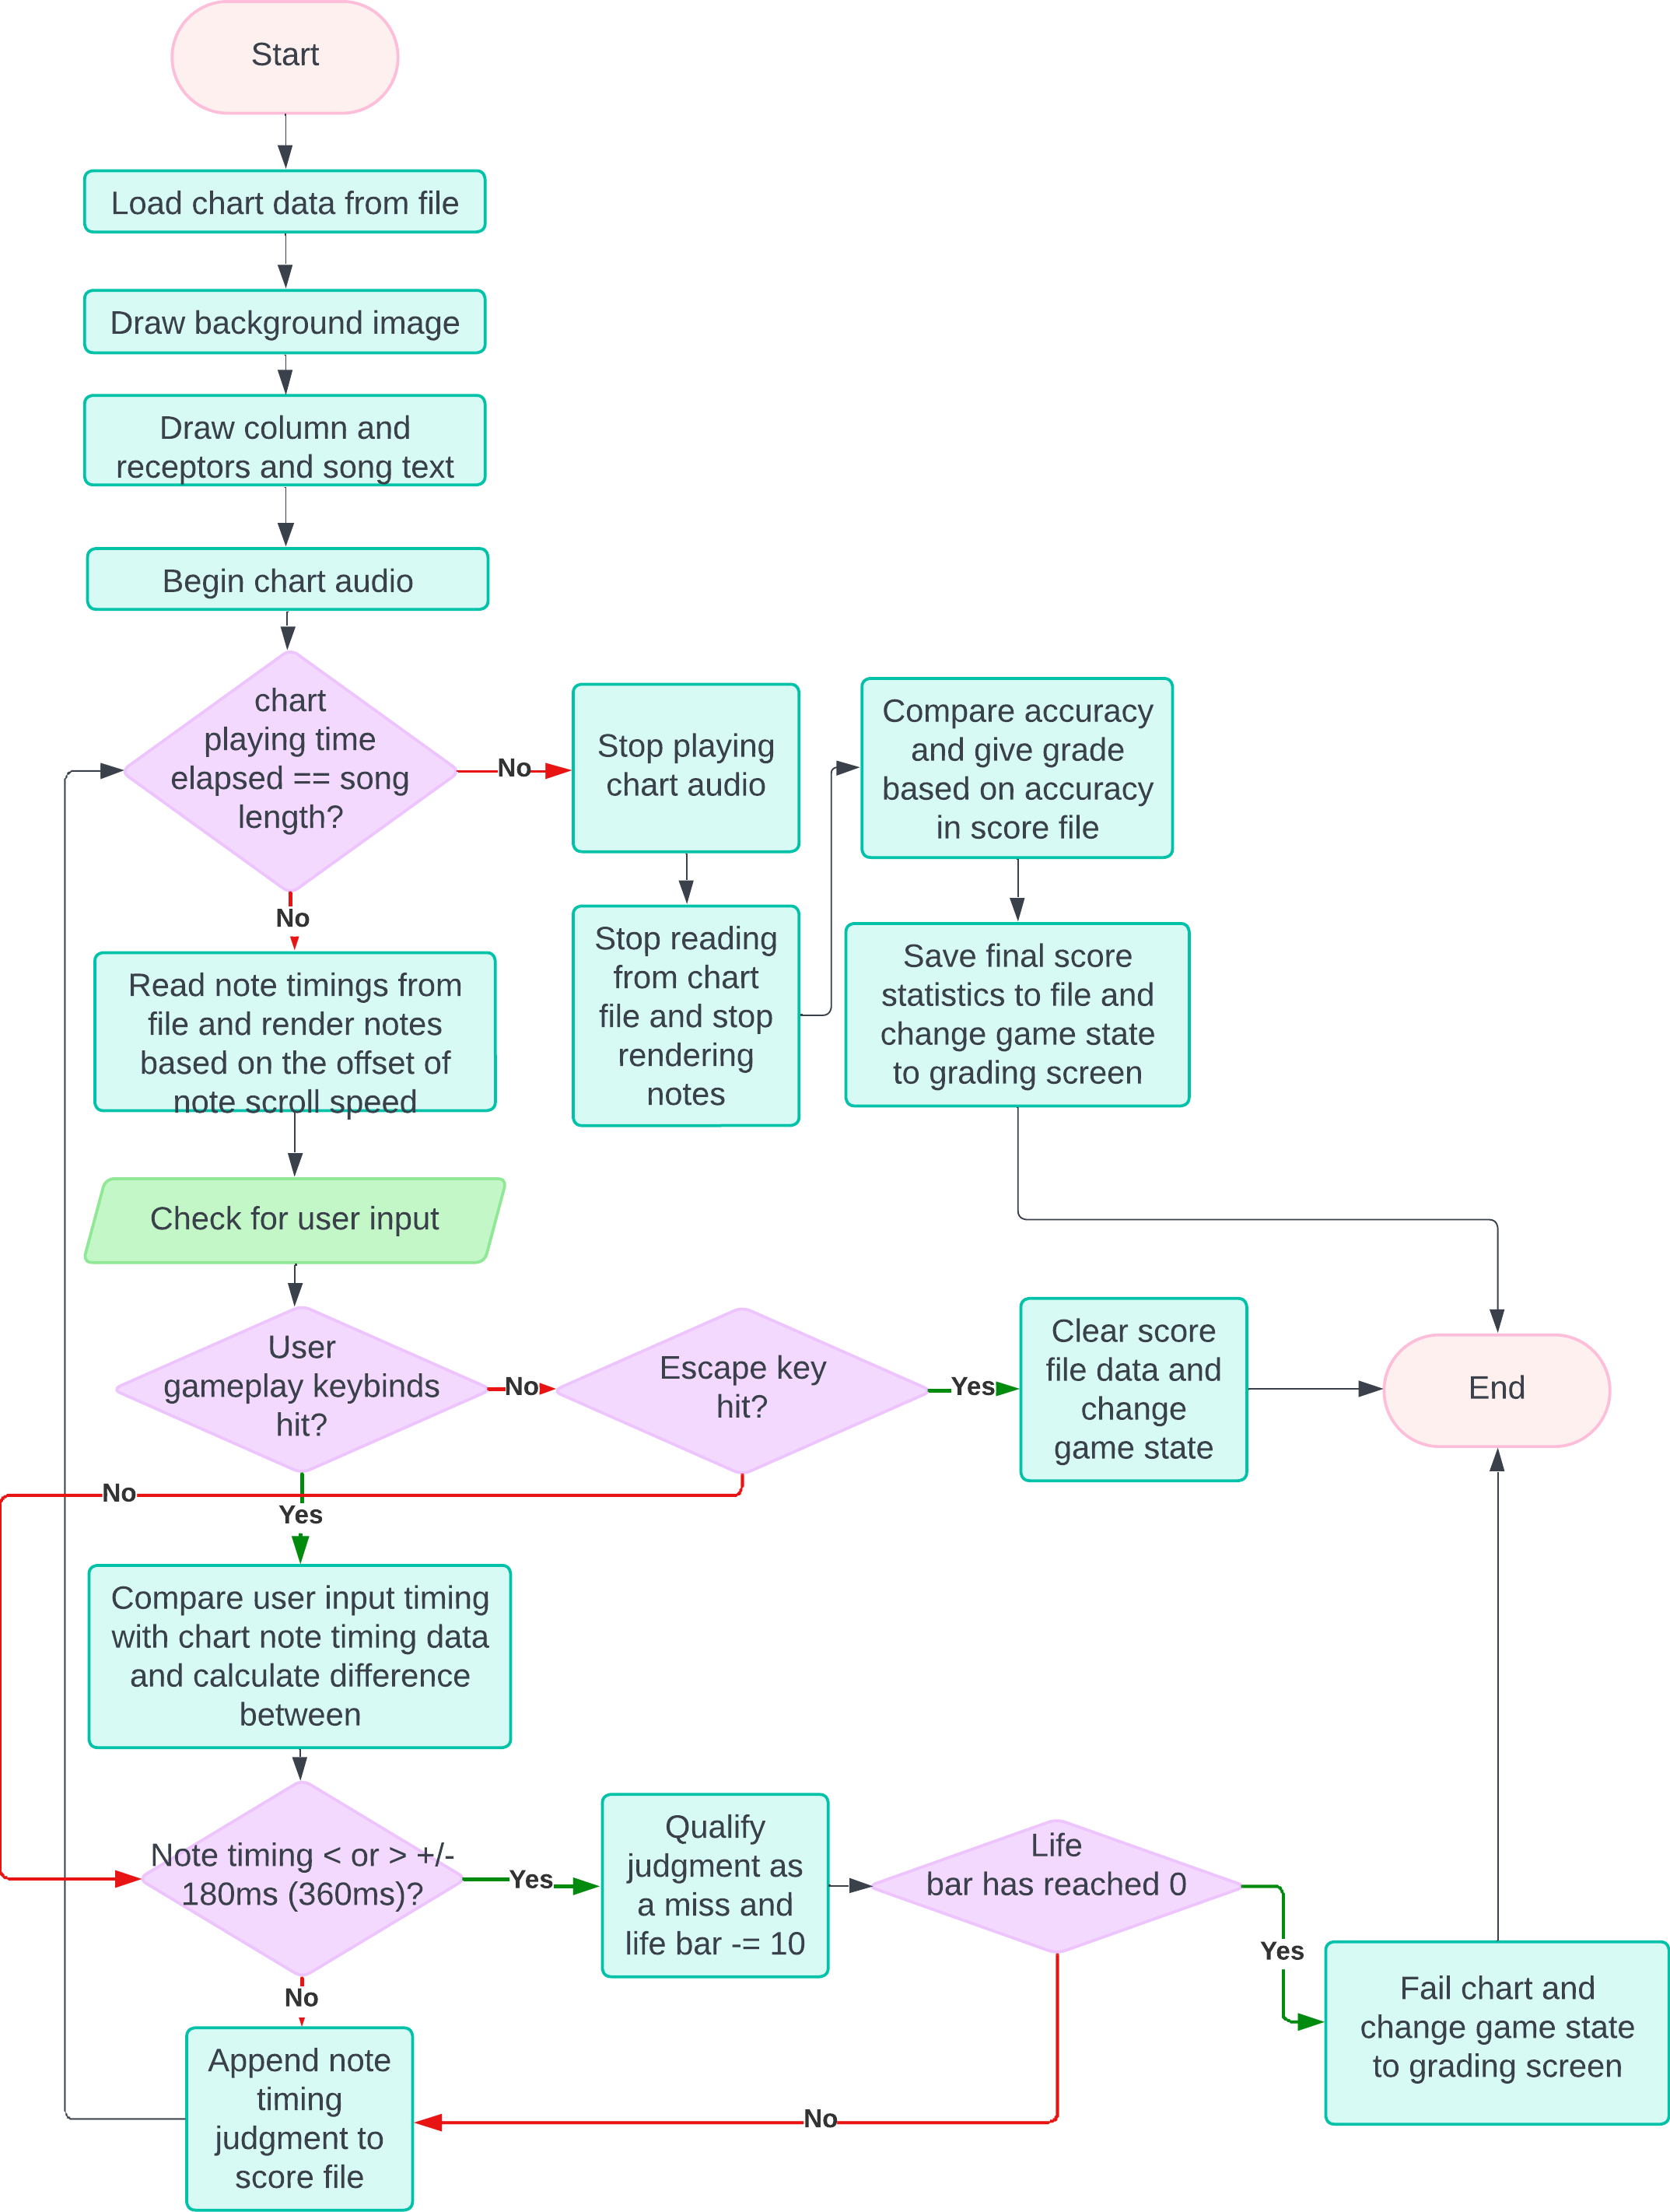 Start
Load chart data from file
Draw background image
Draw column and
receptors and song text
Begin chart audio
chart
playing time
elapsed == song
length?
No
Stop playing
chart audio
Compare accuracy
and give grade
based on accuracy
in score file
No
Stop reading
from chart
file and stop
rendering
notes
Save final score
statistics to file and
change game state
to grading screen
Read note timings from
file and render notes
based on the offset of
note scroll speed
Check for user input
User
gameplay keybinds
hit?
No
Escape key
hit?
Yes
Clear score
file data and
change
game state
End
No
Yes
Compare user input timing
with chart note timing data
and calculate difference
between
Note timing < or > +/-
180ms (360ms)?
Yes
Qualify
judgment as
a miss and
life bar -= 10
Life
bar has reached 0
Yes
Fail chart and
change game state
to grading screen
No
Append note
timing
judgment to
score file
No